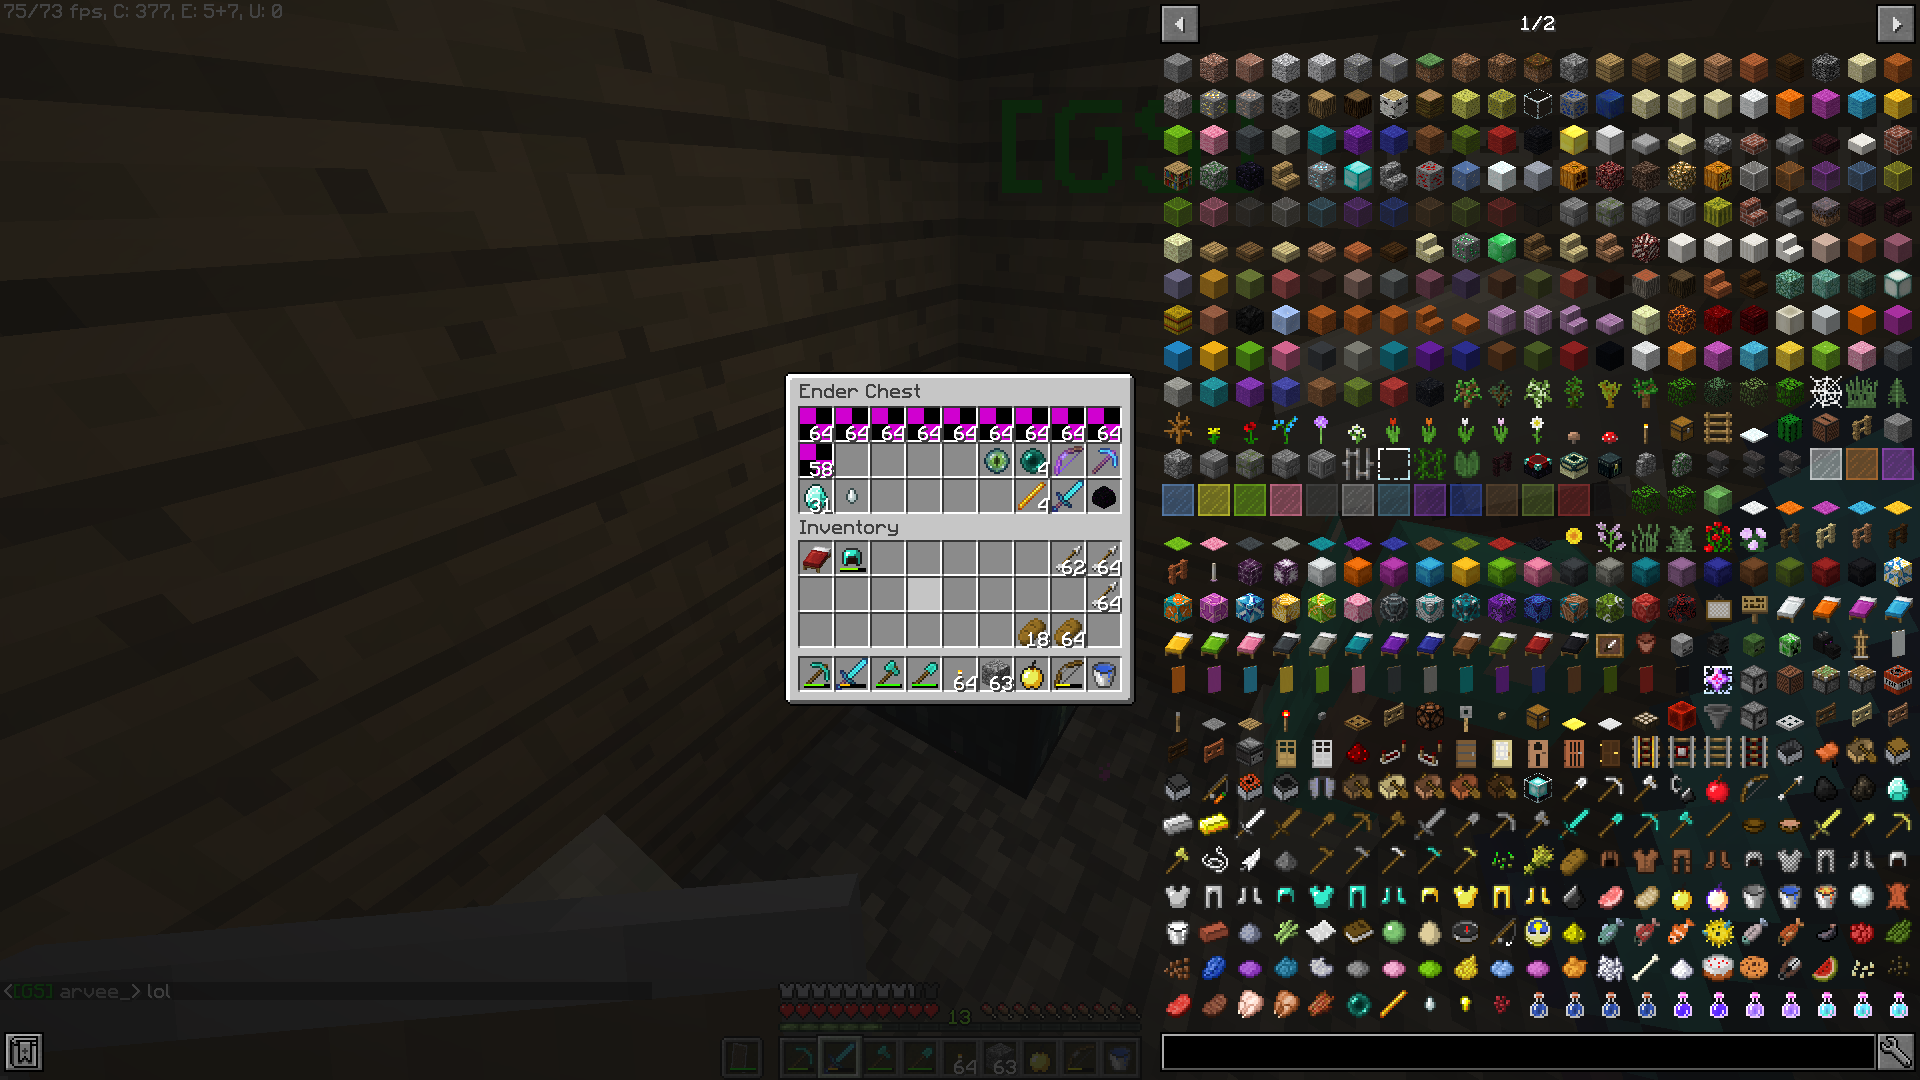 75/73 fps, C: 377, E: 5+7, U: 0
1/2
[GS]
Ender Chest
64 64 64 64 64 64 64 64 64
58 4
31 4
Inventory
62 64
64
18 64
64 63
<[GS] arvee_> lol
13
64 63